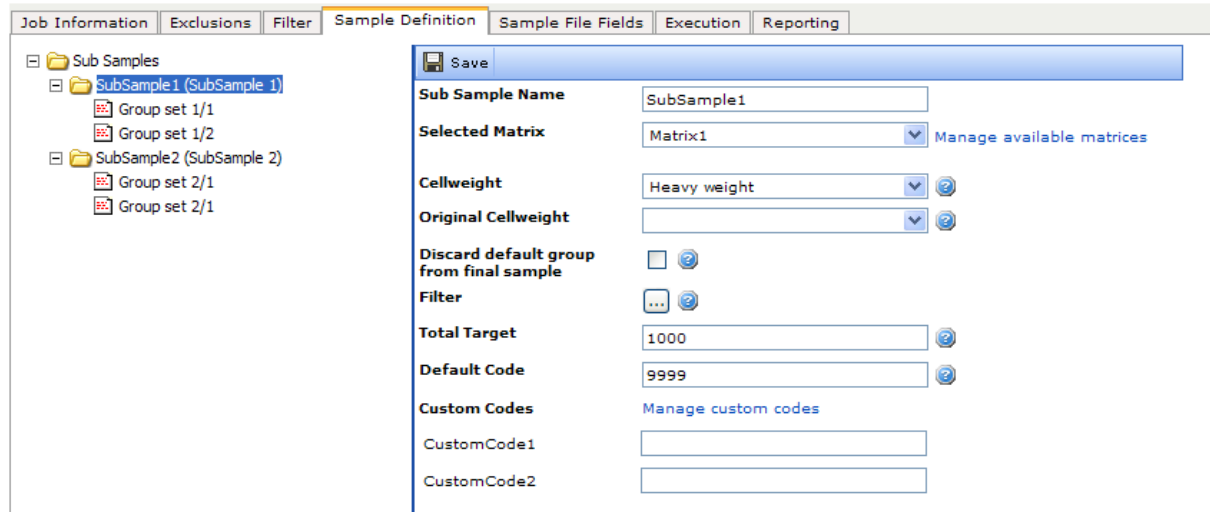 Job Information Exclusions Filter Sample Definition Sample File Fields Execution Reporting
Sub Samples
SubSample1 (SubSample 1)
Group set 1/1
Group set 1/2
SubSample2 (SubSample 2)
Group set 2/1
Group set 2/1
Save
Sub Sample Name SubSample1
Selected Matrix Matrix1 Manage available matrices
Cellweight Heavy weight ?
Original Cellweight ?
Discard default group
from final sample ?
Filter ... ?
Total Target 1000 ?
Default Code 9999 ?
Custom Codes Manage custom codes
CustomCode1
CustomCode2